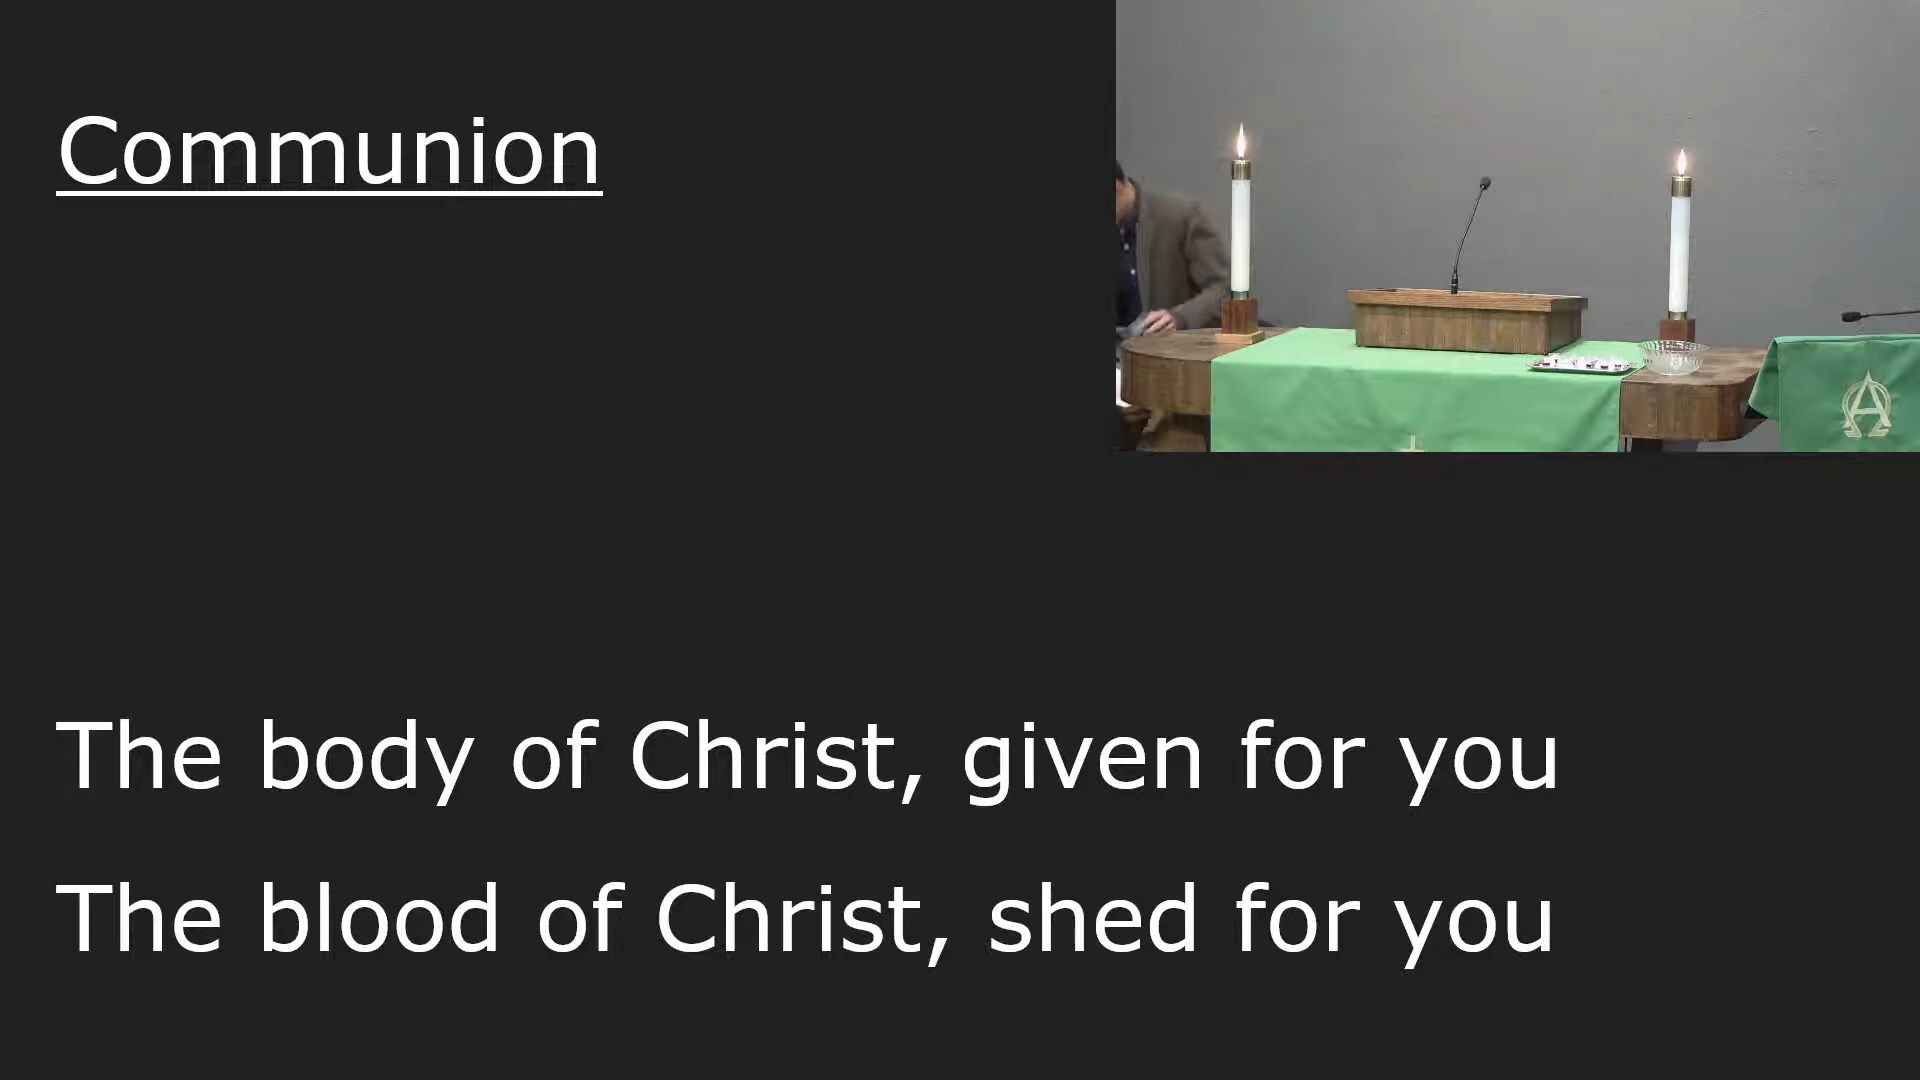 Communion
The body of Christ, given for you
The blood of Christ, shed for you